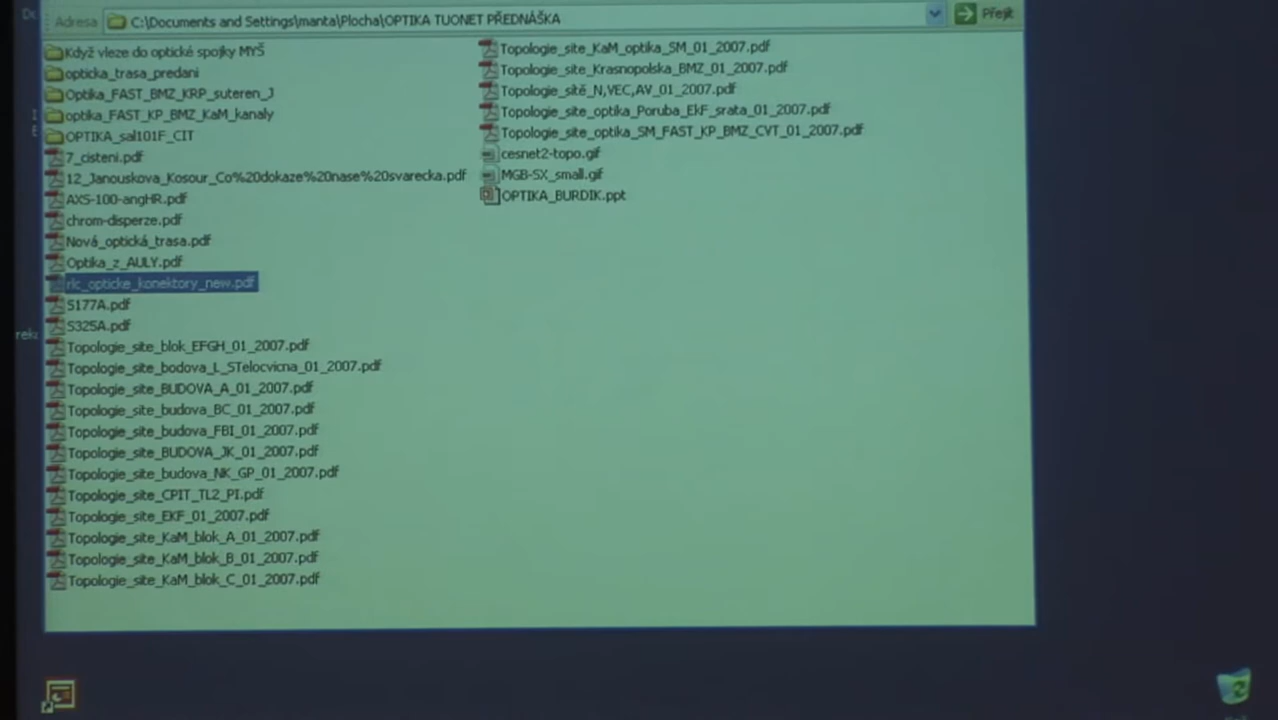 Adresa C:\Documents and Settings\manta\Plocha\OPTIKA TUONET PŘEDNÁŠKA Přejít
Když vleze do optické spojky MYŠ
opticka_trasa_predani
Optika_FAST_BMZ_KRP_suteren_J
optika_FAST_KP_BMZ_KaM_kanaly
OPTIKA_sal101F_CIT
7_cisteni.pdf
12_Janouskova_Kosour_Co%20dokaze%20nase%20svarecka.pdf
AXS-100-angHR.pdf
chrom-disperze.pdf
Nová_optická_trasa.pdf
Optika_z_AULY.pdf
rlc_opticke_konektory_new.pdf
S177A.pdf
S325A.pdf
Topologie_site_blok_EFGH_01_2007.pdf
Topologie_site_bodova_L_STelocvicna_01_2007.pdf
Topologie_site_BUDOVA_A_01_2007.pdf
Topologie_site_budova_BC_01_2007.pdf
Topologie_site_budova_FBI_01_2007.pdf
Topologie_site_BUDOVA_JK_01_2007.pdf
Topologie_site_budova_NK_GP_01_2007.pdf
Topologie_site_CPIT_TL2_PI.pdf
Topologie_site_EKF_01_2007.pdf
Topologie_site_KaM_blok_A_01_2007.pdf
Topologie_site_KaM_blok_B_01_2007.pdf
Topologie_site_KaM_blok_C_01_2007.pdf
Topologie_site_KaM_optika_SM_01_2007.pdf
Topologie_site_Krasnopolska_BMZ_01_2007.pdf
Topologie_sítě_N,VEC,AV_01_2007.pdf
Topologie_site_optika_Poruba_EkF_srata_01_2007.pdf
Topologie_site_optika_SM_FAST_KP_BMZ_CVT_01_2007.pdf
cesnet2-topo.gif
MGB-SX_small.gif
OPTIKA_BURDIK.ppt